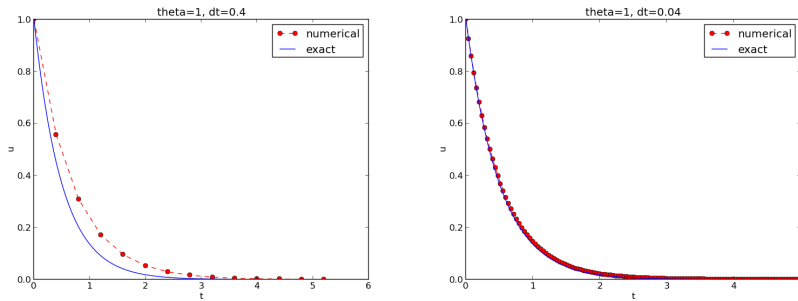 theta=1, dt=0.4
numerical
exact
1.0
0.8
0.6
0.4
0.2
0.0
u
0 1 2 3 4 5 6
t
theta=1, dt=0.04
numerical
exact
1.0
0.8
0.6
0.4
0.2
0.0
u
0 1 2 3 4
t